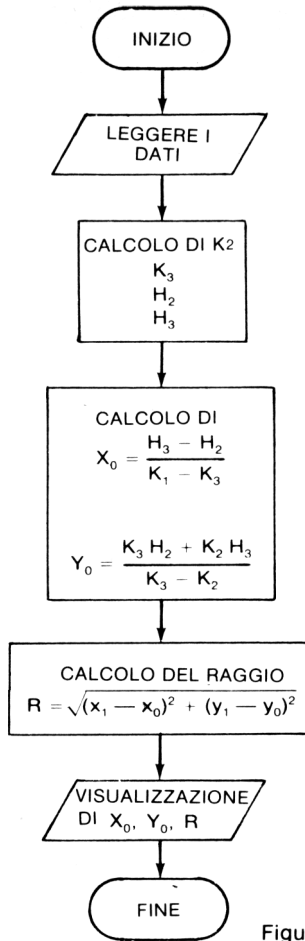 INIZIO
LEGGERE I
DATI
CALCOLO DI K2
K₃
H₂
H₃
CALCOLO DI
X₀ = (H₃ − H₂) / (K₁ − K₃)
Y₀ = (K₃ H₂ + K₂ H₃) / (K₃ − K₂)
CALCOLO DEL RAGGIO
R = √((x₁ — x₀)² + (y₁ — y₀)²)
VISUALIZZAZIONE
DI X₀, Y₀, R
FINE
Figu